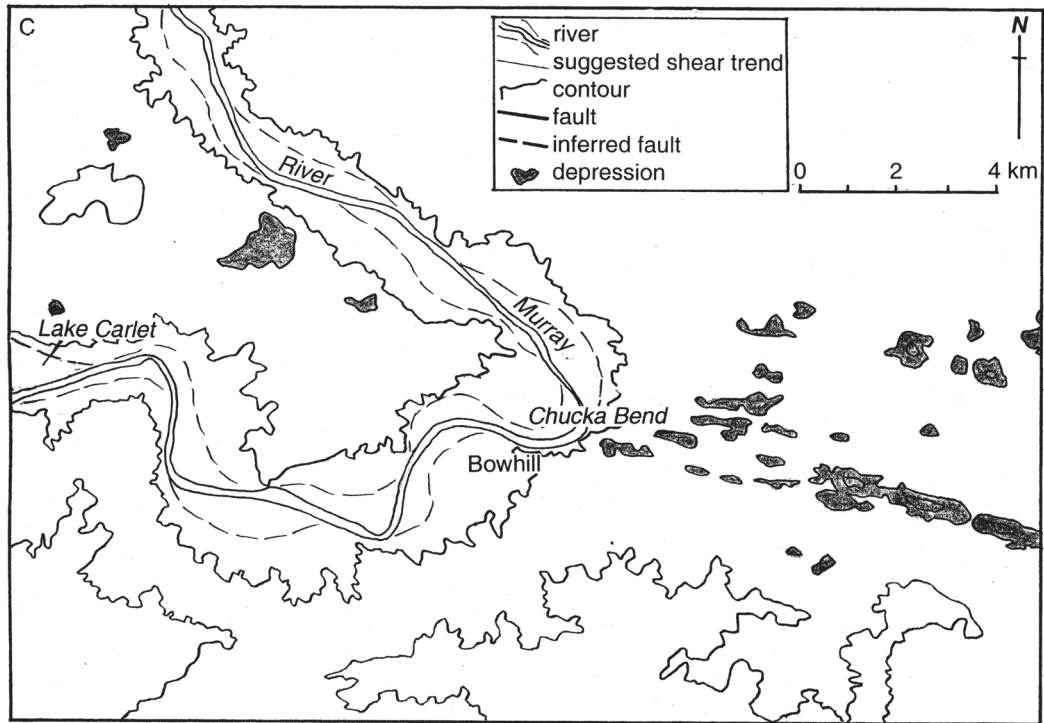 C
river
suggested shear trend
contour
fault
inferred fault
depression
N
0 2 4 km
River
Murray
Lake Carlet
Chucka Bend
Bowhill